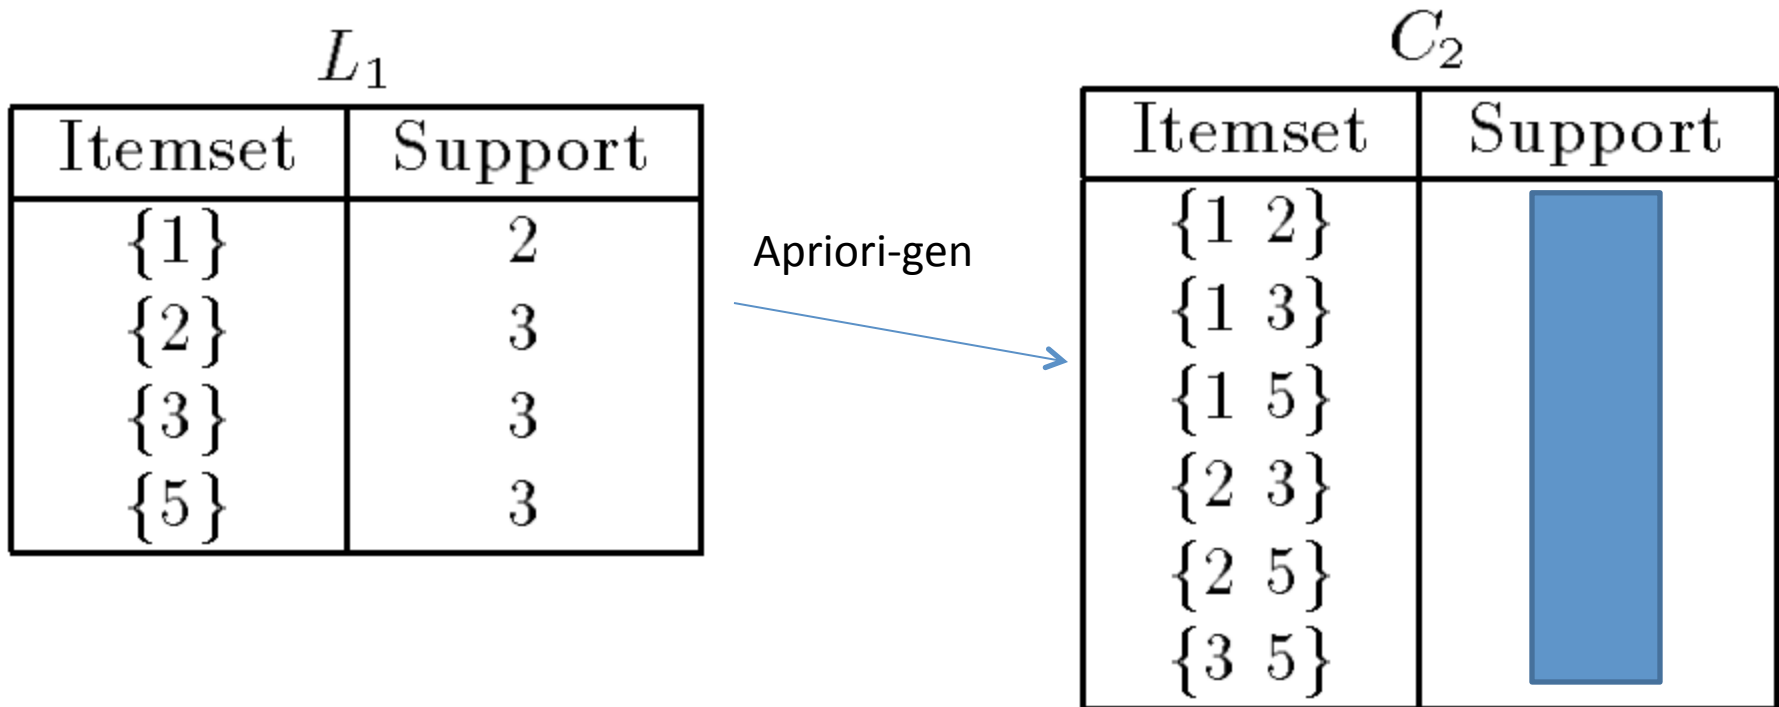 L1
Itemset Support
{1} 2
{2} 3
{3} 3
{5} 3
Apriori-gen
C2
Itemset Support
{1 2}
{1 3}
{1 5}
{2 3}
{2 5}
{3 5}